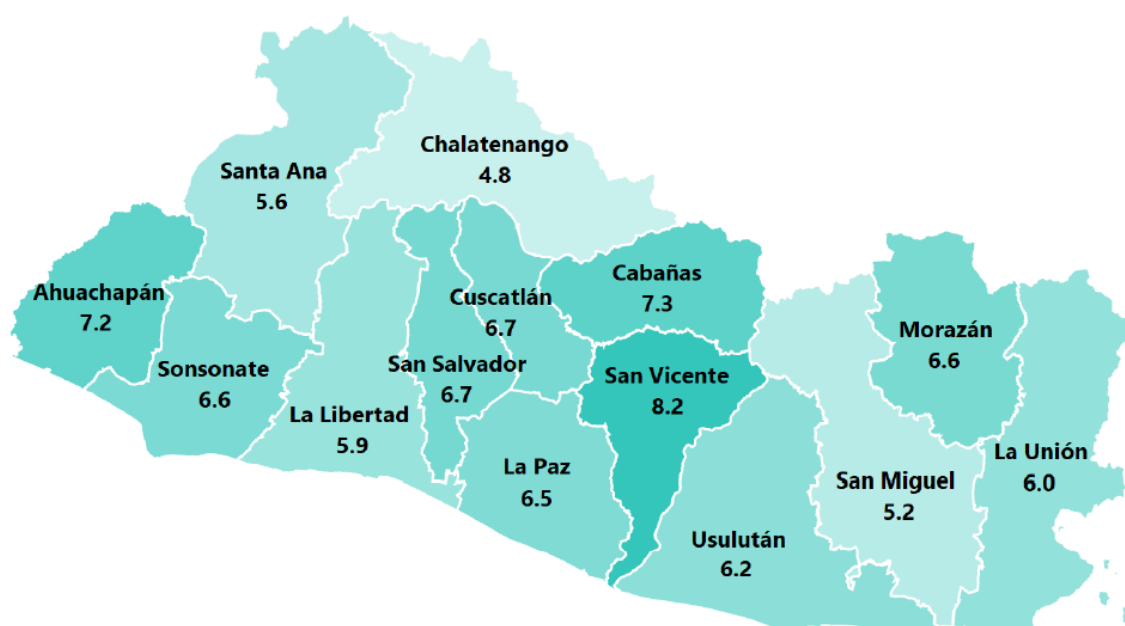 Chalatenango
4.8
Santa Ana
5.6
Ahuachapán
7.2
Cabañas
7.3
Cuscatlán
6.7
Morazán
6.6
Sonsonate
6.6
San Salvador
6.7
San Vicente
8.2
La Libertad
5.9
La Unión
6.0
La Paz
6.5
San Miguel
5.2
Usulután
6.2